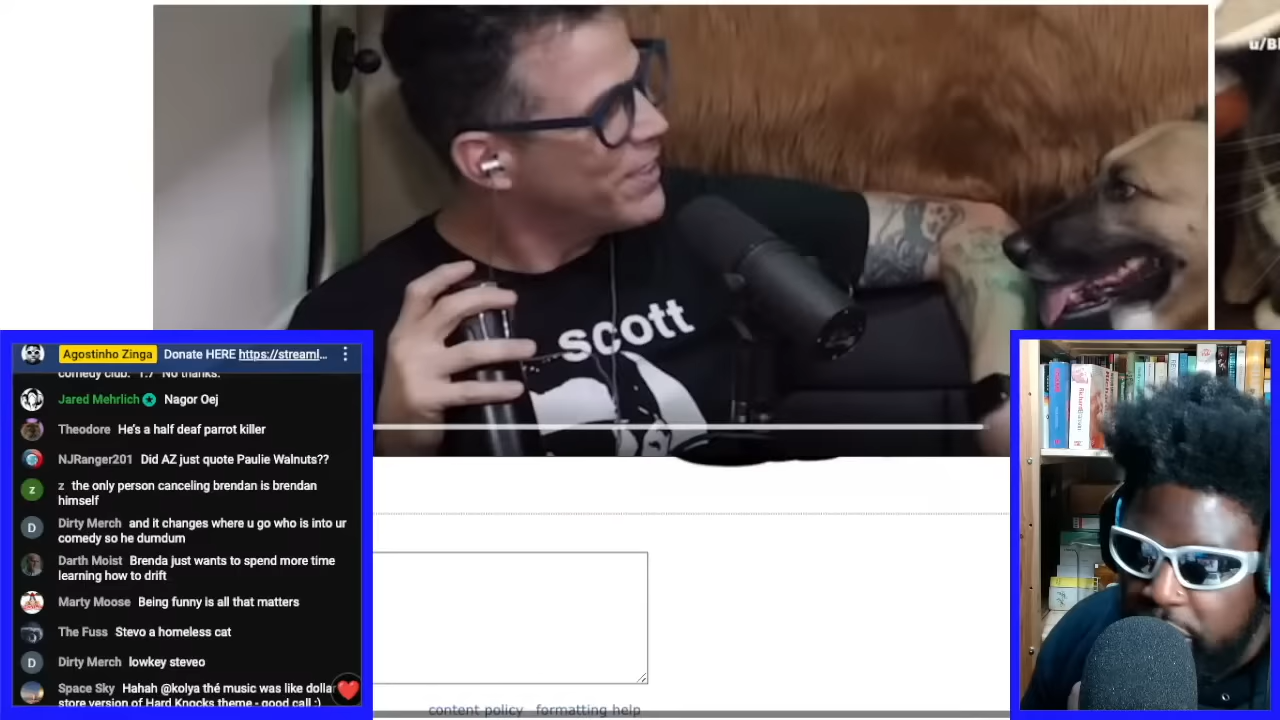 u/Bl
scott
Agostinho Zinga Donate HERE https://streaml...
comedy club. 1.7 No thanks.
Jared Mehrlich Nagor Oej
Theodore He's a half deaf parrot killer
NJRanger201 Did AZ just quote Paulie Walnuts??
z the only person canceling brendan is brendan
himself
Dirty Merch and it changes where u go who is into ur
comedy so he dumdum
Darth Moist Brenda just wants to spend more time
learning how to drift
Marty Moose Being funny is all that matters
The Fuss Stevo a homeless cat
Dirty Merch lowkey steveo
Space Sky Hahah @kolya thé music was like dolla
store version of Hard Knocks theme - good call :)
content policy formatting help